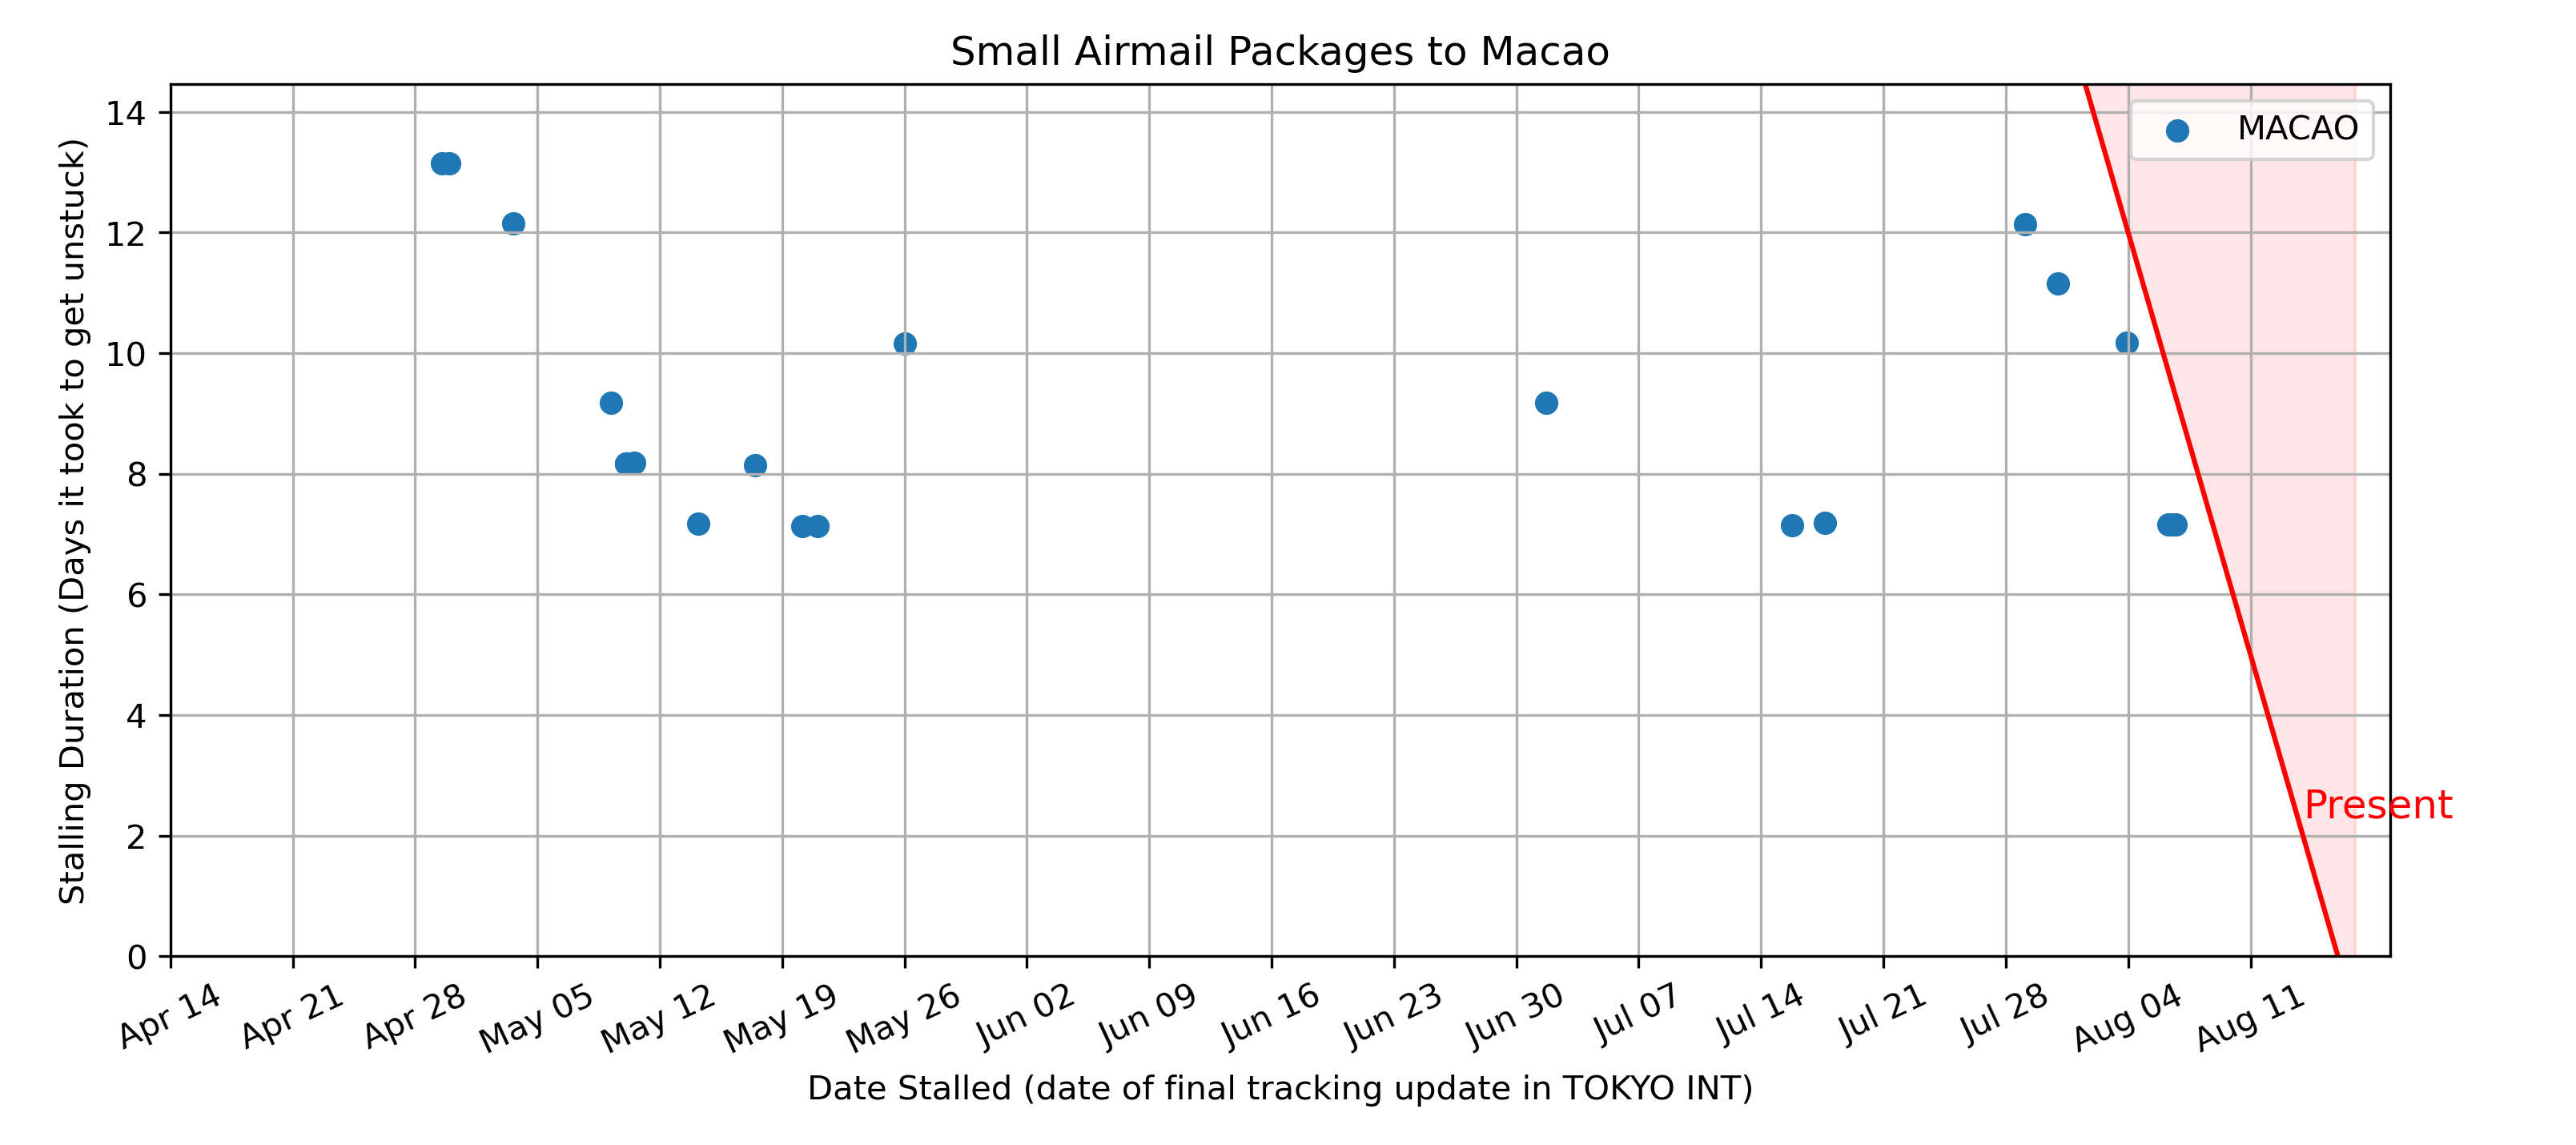 Small Airmail Packages to Macao
Stalling Duration (Days it took to get unstuck)
14
12
10
8
6
4
2
0
MACAO
Present
Apr 14
Apr 21
Apr 28
May 05
May 12
May 19
May 26
Jun 02
Jun 09
Jun 16
Jun 23
Jun 30
Jul 07
Jul 14
Jul 21
Jul 28
Aug 04
Aug 11
Date Stalled (date of final tracking update in TOKYO INT)